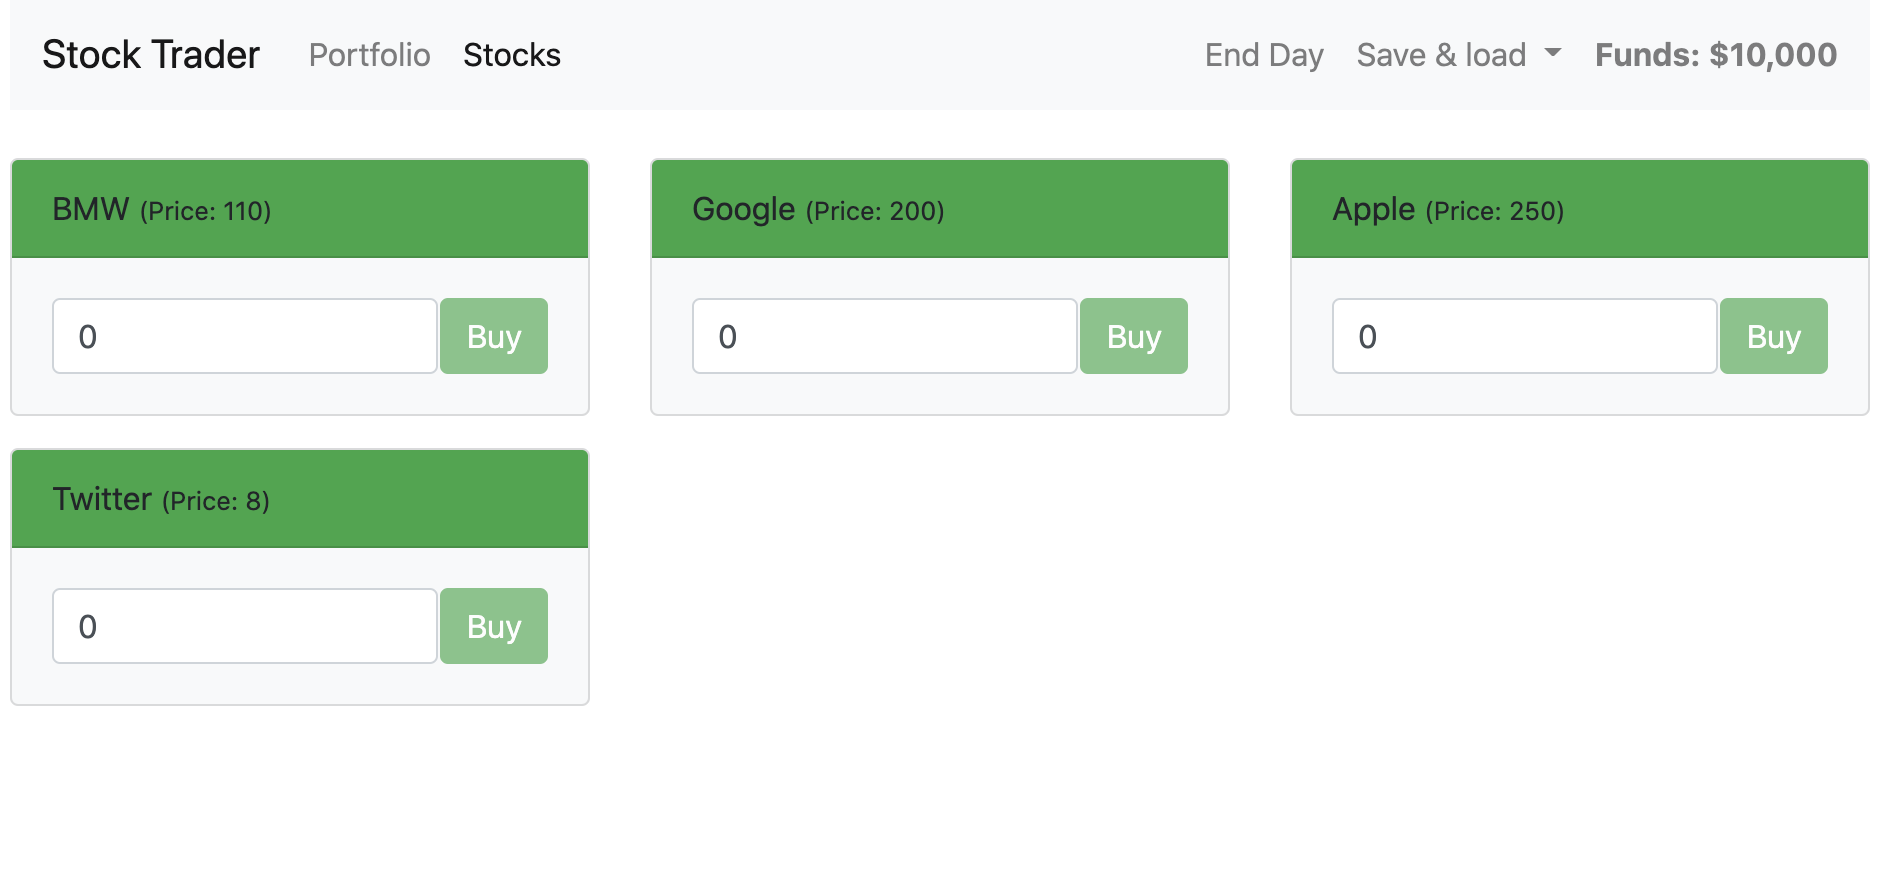 Stock Trader Portfolio Stocks End Day Save & load Funds: $10,000
BMW (Price: 110)
0 Buy
Google (Price: 200)
0 Buy
Apple (Price: 250)
0 Buy
Twitter (Price: 8)
0 Buy